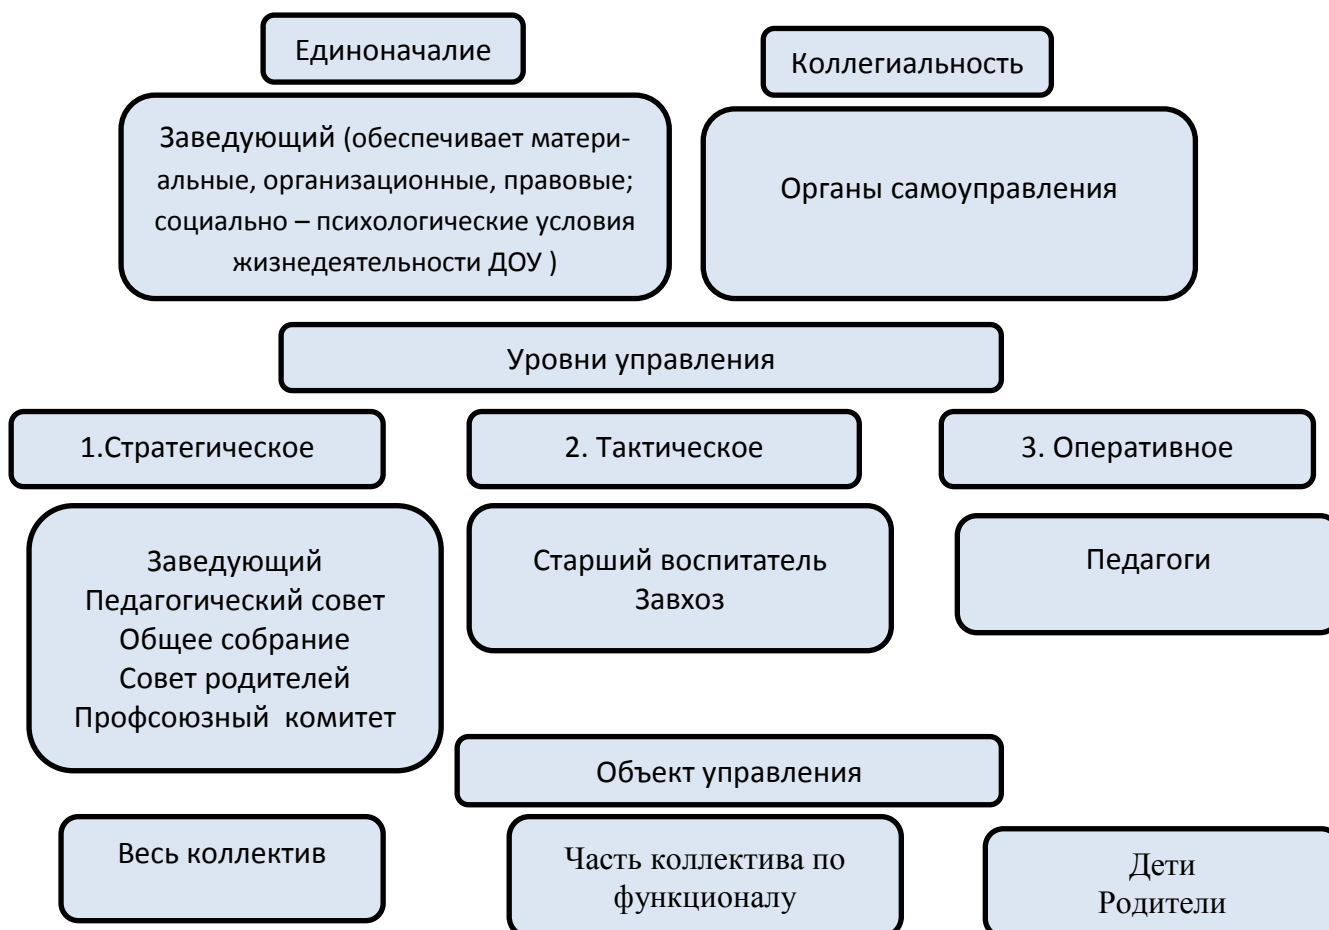 Единоначалие
Коллегиальность
Заведующий (обеспечивает матери-
альные, организационные, правовые;
социально – психологические условия
жизнедеятельности ДОУ )
Органы самоуправления
Уровни управления
1.Стратегическое
2. Тактическое
3. Оперативное
Заведующий
Педагогический совет
Общее собрание
Совет родителей
Профсоюзный  комитет
Старший воспитатель
Завхоз
Педагоги
Объект управления
Весь коллектив
Часть коллектива по
функционалу
Дети
Родители